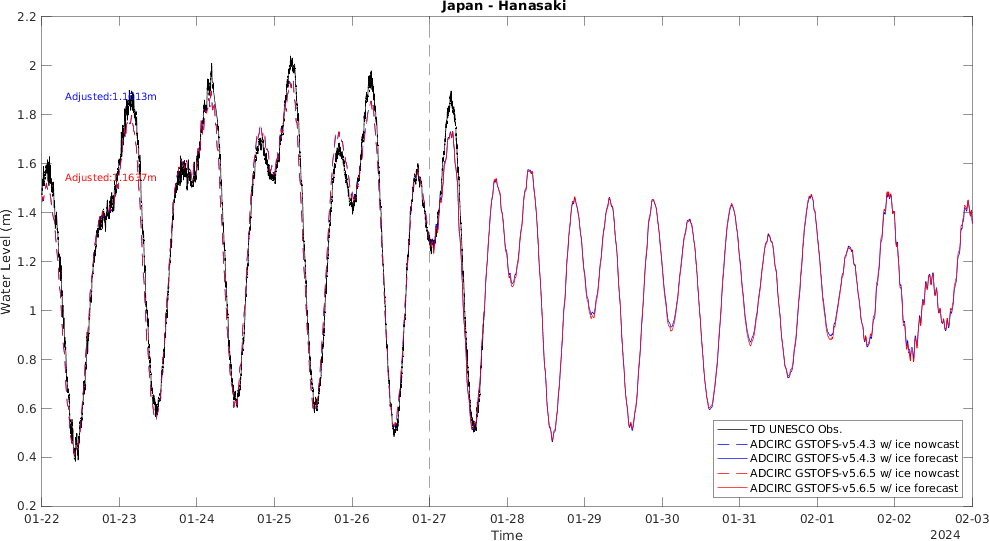 Japan - Hanasaki
Water Level (m)
2.2
2
1.8
1.6
1.4
1.2
1
0.8
0.6
0.4
0.2
TD UNESCO Obs.
ADCIRC GSTOFS-v5.4.3 w/ ice nowcast
ADCIRC GSTOFS-v5.4.3 w/ ice forecast
ADCIRC GSTOFS-v5.6.5 w/ ice nowcast
ADCIRC GSTOFS-v5.6.5 w/ ice forecast
01-22 01-23 01-24 01-25 01-26 01-27 01-28 01-29 01-30 01-31 02-01 02-02 02-03
Time
2024